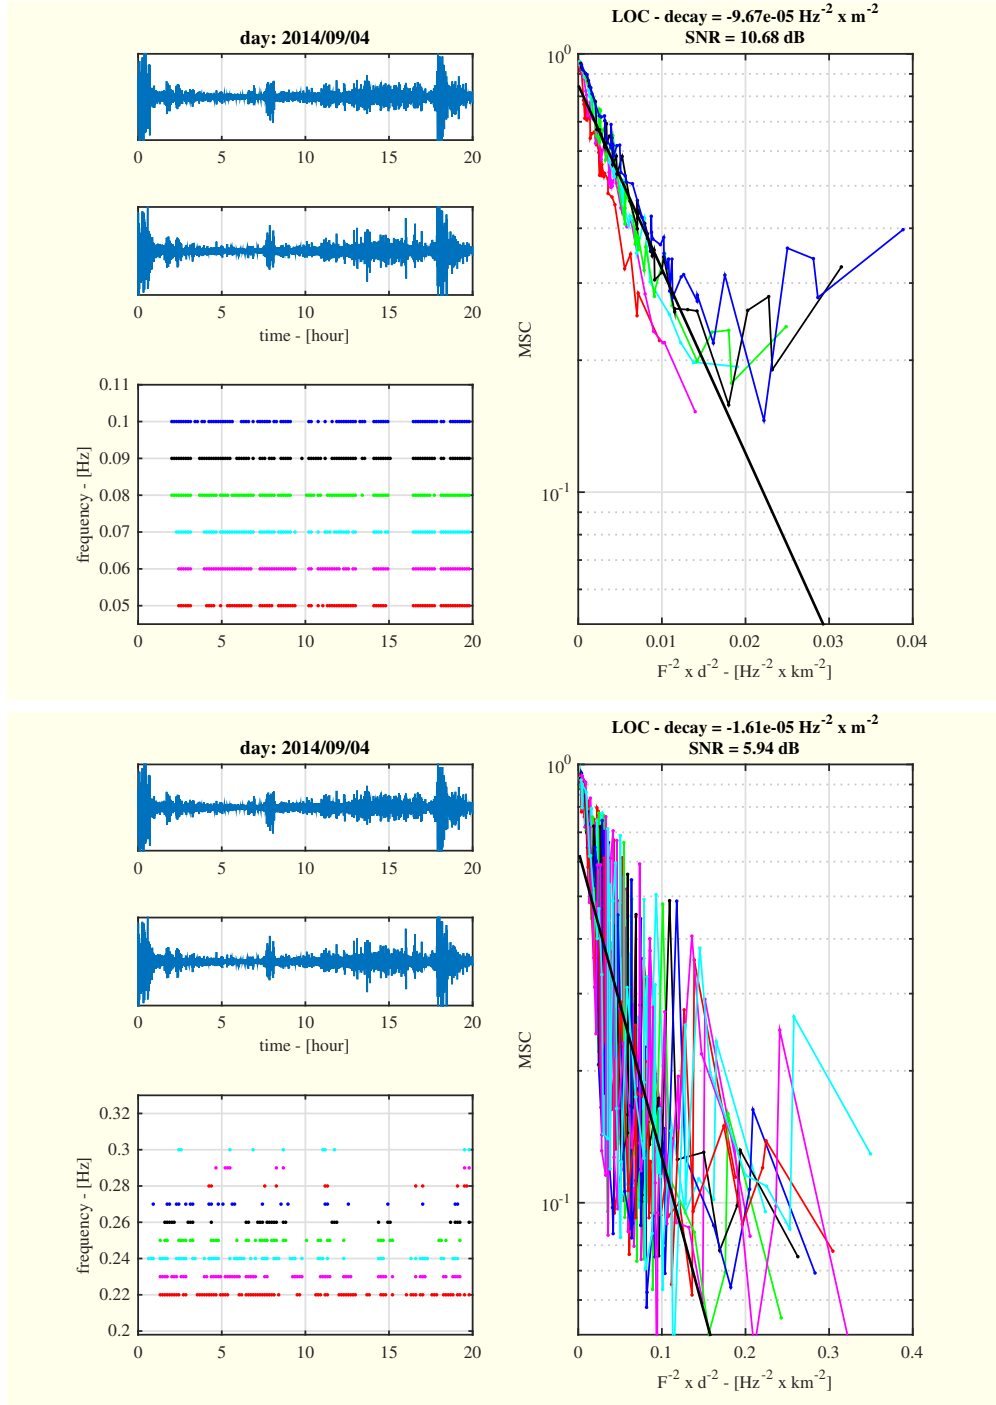 day: 2014/09/04
0 5 10 15 20
0 5 10 15 20
time - [hour]
0.11
0.1
0.09
0.08
0.07
0.06
0.05
frequency - [Hz]
0 5 10 15 20
LOC - decay = -9.67e-05 Hz^-2 x m^-2
SNR = 10.68 dB
10^0
10^-1
MSC
0 0.01 0.02 0.03 0.04
F^-2 x d^-2 - [Hz^-2 x km^-2]
day: 2014/09/04
0 5 10 15 20
0 5 10 15 20
time - [hour]
0.32
0.3
0.28
0.26
0.24
0.22
0.2
frequency - [Hz]
0 5 10 15 20
LOC - decay = -1.61e-05 Hz^-2 x m^-2
SNR = 5.94 dB
10^0
10^-1
MSC
0 0.1 0.2 0.3 0.4
F^-2 x d^-2 - [Hz^-2 x km^-2]